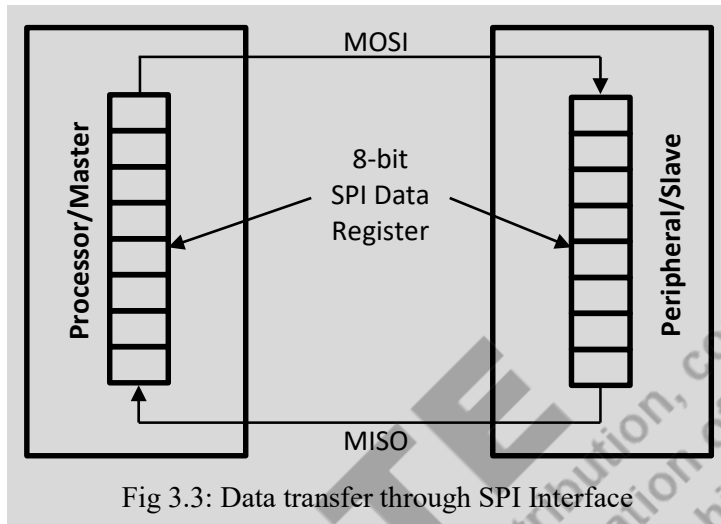 MOSI
Processor/Master
8-bit
SPI Data
Register
Peripheral/Slave
MISO
Fig 3.3: Data transfer through SPI Interface